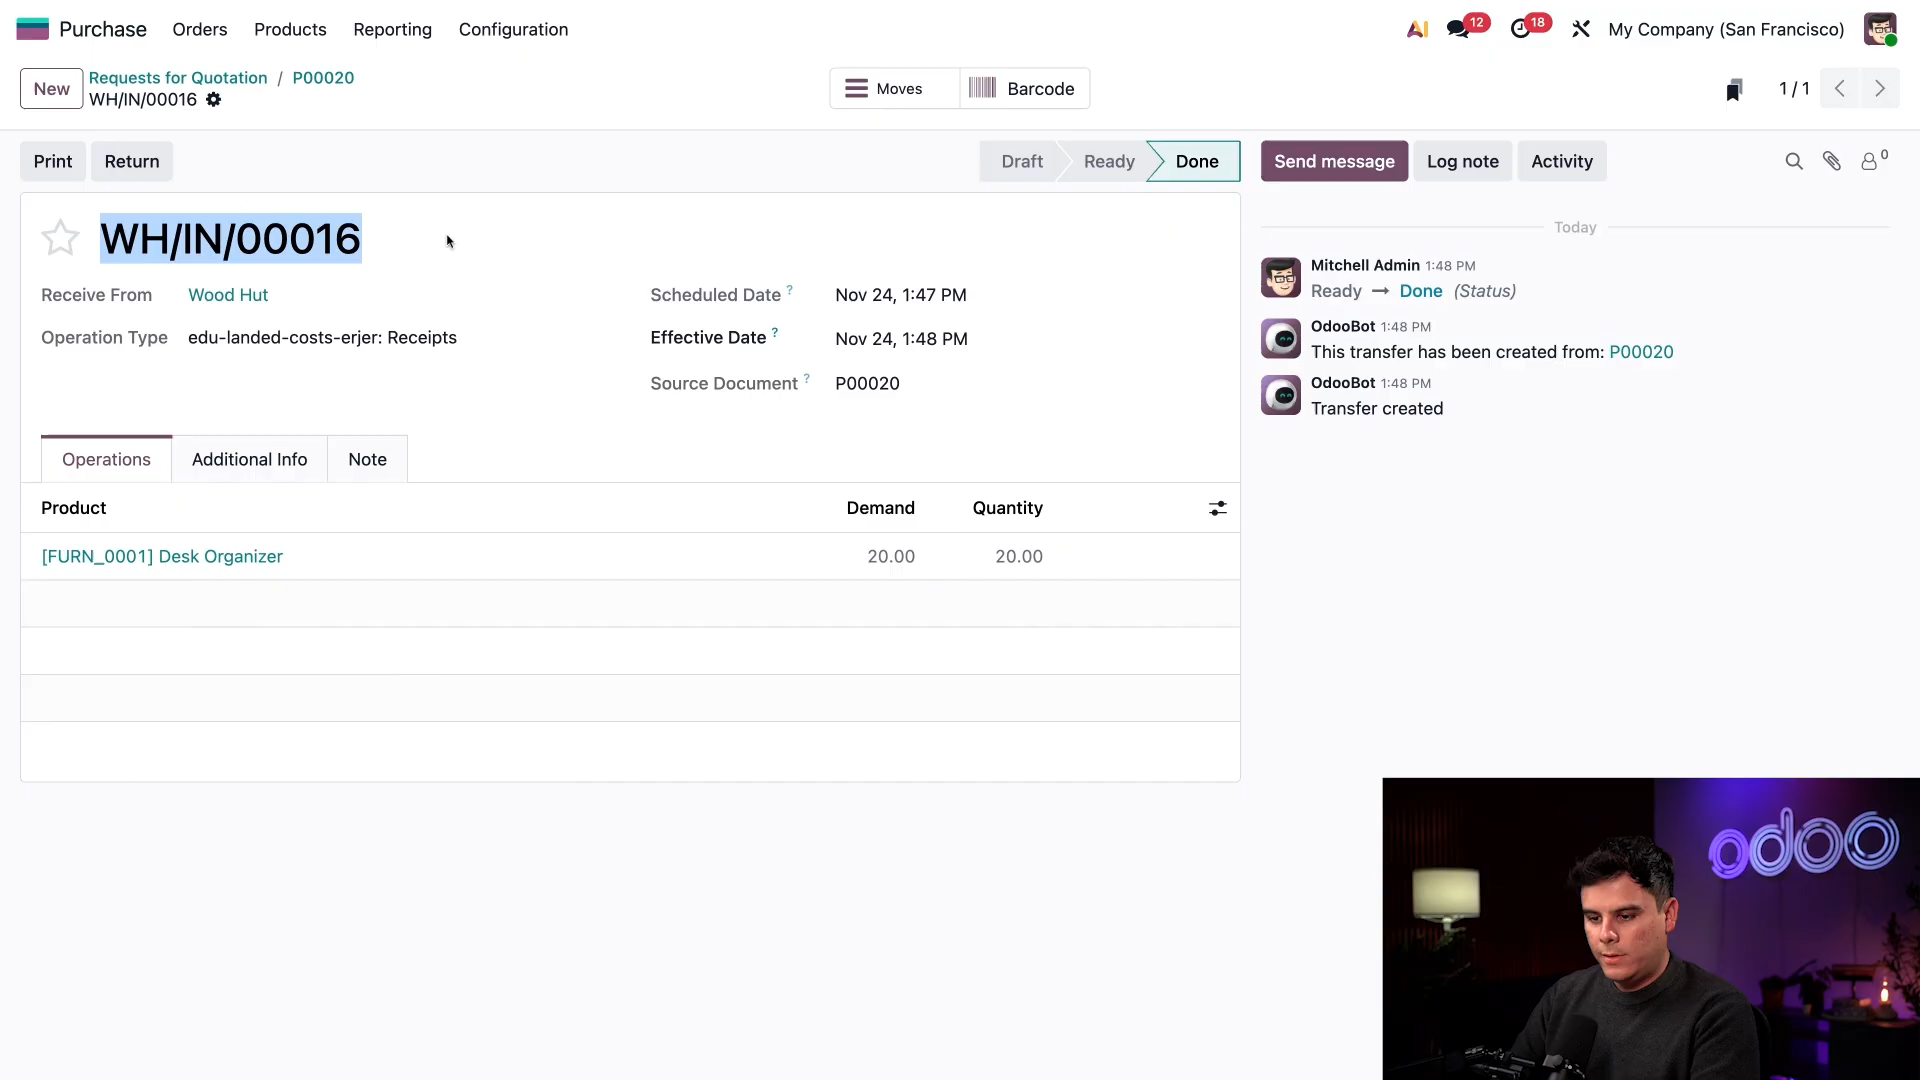 Purchase Orders Products Reporting Configuration
12 18 My Company (San Francisco)
New Requests for Quotation / P00020
WH/IN/00016
Moves Barcode
1 / 1
Print Return
Draft Ready Done
Send message Log note Activity
0
WH/IN/00016
Receive From Wood Hut
Operation Type edu-landed-costs-erjer: Receipts
Scheduled Date ? Nov 24, 1:47 PM
Effective Date ? Nov 24, 1:48 PM
Source Document ? P00020
Operations Additional Info Note
Product Demand Quantity
[FURN_0001] Desk Organizer 20.00 20.00
Today
Mitchell Admin 1:48 PM
Ready → Done (Status)
OdooBot 1:48 PM
This transfer has been created from: P00020
OdooBot 1:48 PM
Transfer created
odoo